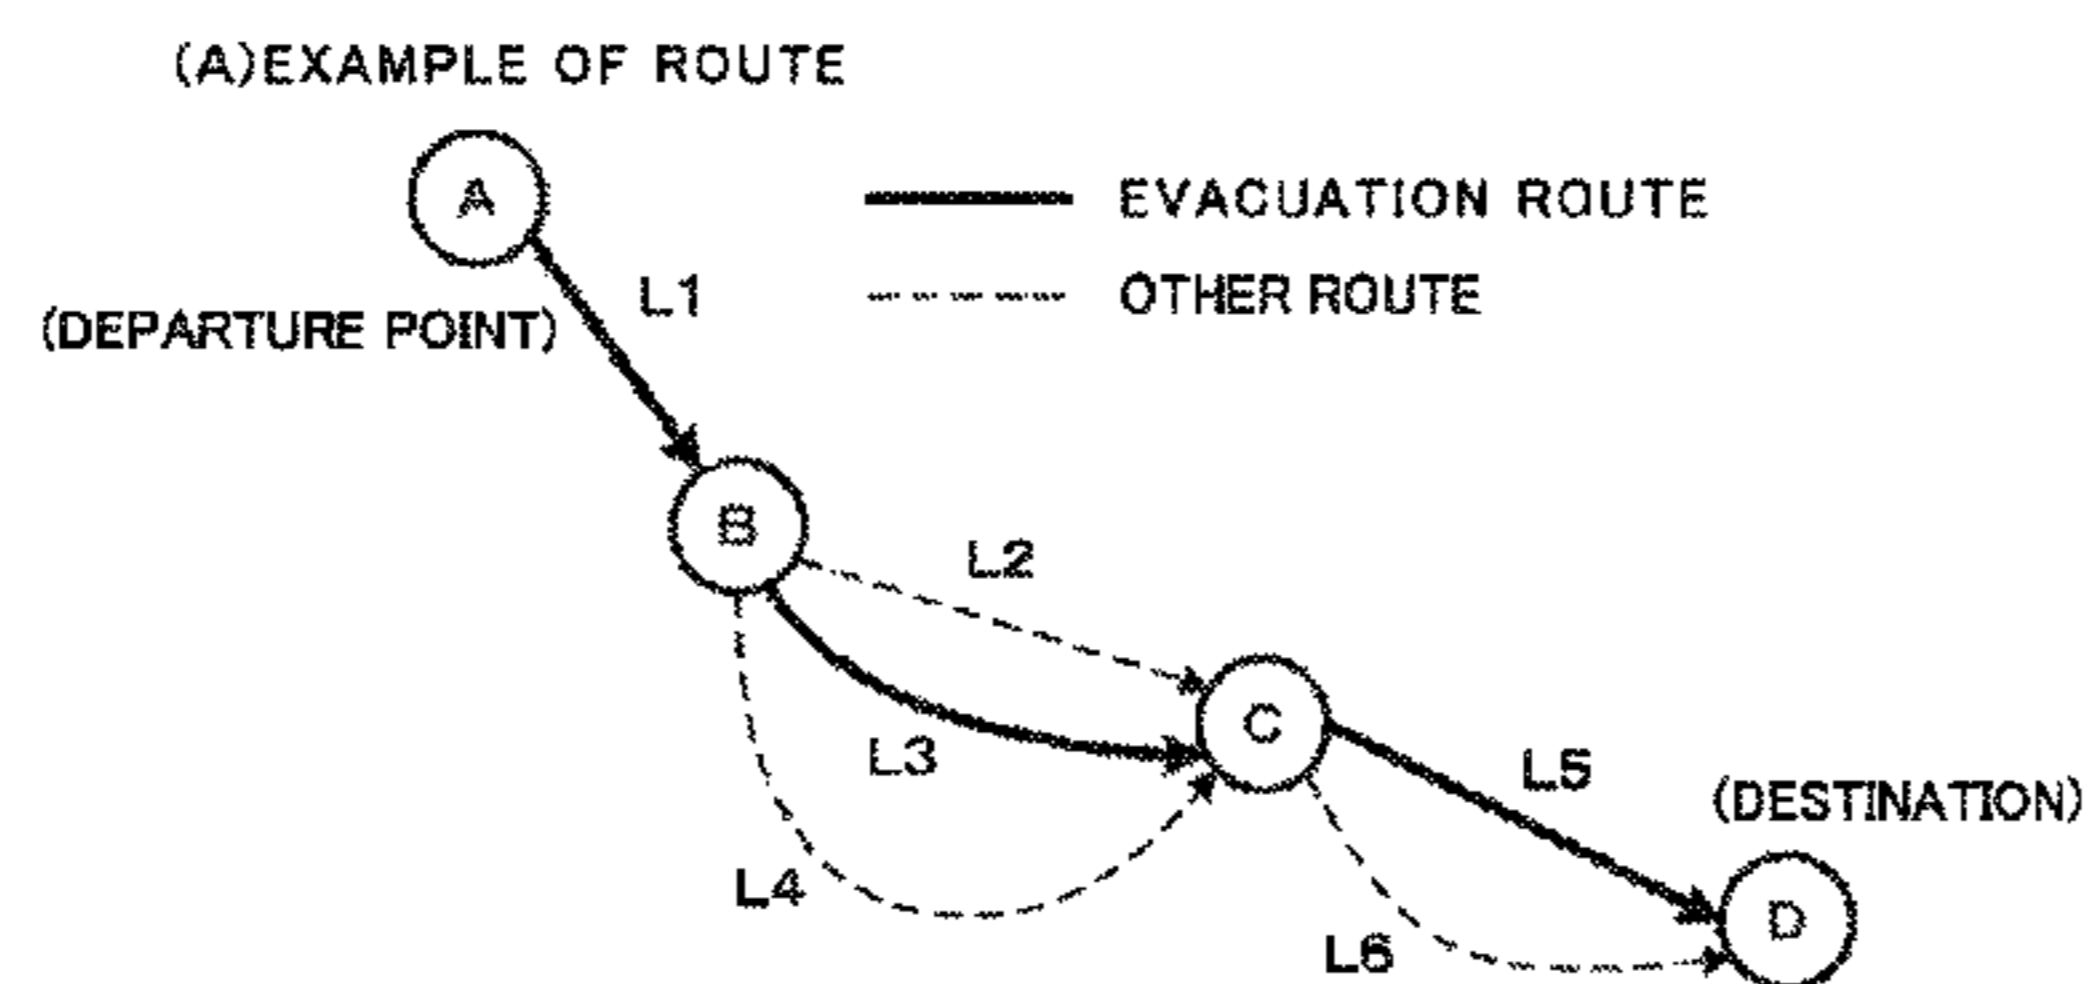 (A)EXAMPLE OF ROUTE
A
EVACUATION ROUTE
L1
OTHER ROUTE
(DEPARTURE POINT)
B
L2
C
L3
L5
(DESTINATION)
L4
D
L6